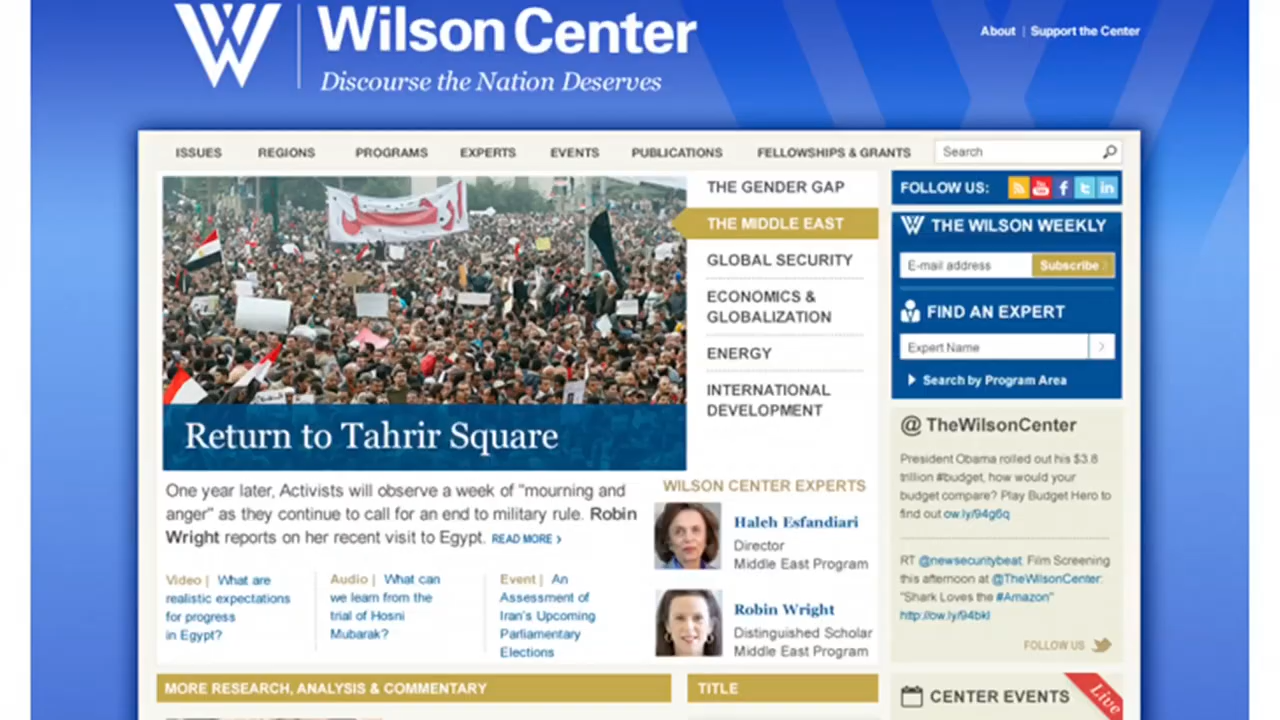 Wilson Center
Discourse the Nation Deserves
About | Support the Center
ISSUES REGIONS PROGRAMS EXPERTS EVENTS PUBLICATIONS FELLOWSHIPS & GRANTS
Search
THE GENDER GAP
THE MIDDLE EAST
GLOBAL SECURITY
ECONOMICS &
GLOBALIZATION
ENERGY
INTERNATIONAL
DEVELOPMENT
ارحل
Return to Tahrir Square
One year later, Activists will observe a week of "mourning and
anger" as they continue to call for an end to military rule. Robin
Wright reports on her recent visit to Egypt. READ MORE >
Video | What are
realistic expectations
for progress
in Egypt?
Audio | What can
we learn from the
trial of Hosni
Mubarak?
Event | An
Assessment of
Iran's Upcoming
Parliamentary
Elections
WILSON CENTER EXPERTS
Haleh Esfandiari
Director
Middle East Program
Robin Wright
Distinguished Scholar
Middle East Program
FOLLOW US:
THE WILSON WEEKLY
E-mail address
Subscribe >
FIND AN EXPERT
Expert Name
Search by Program Area
@TheWilsonCenter
President Obama rolled out his $3.8
trillion #budget, how would your
budget compare? Play Budget Hero to
find out ow.ly/94g6q
RT @newsecuritybeat: Film Screening
this afternoon at @TheWilsonCenter:
"Shark Loves the #Amazon"
http://ow.ly/94bkl
FOLLOW US
MORE RESEARCH, ANALYSIS & COMMENTARY
TITLE
CENTER EVENTS
Live